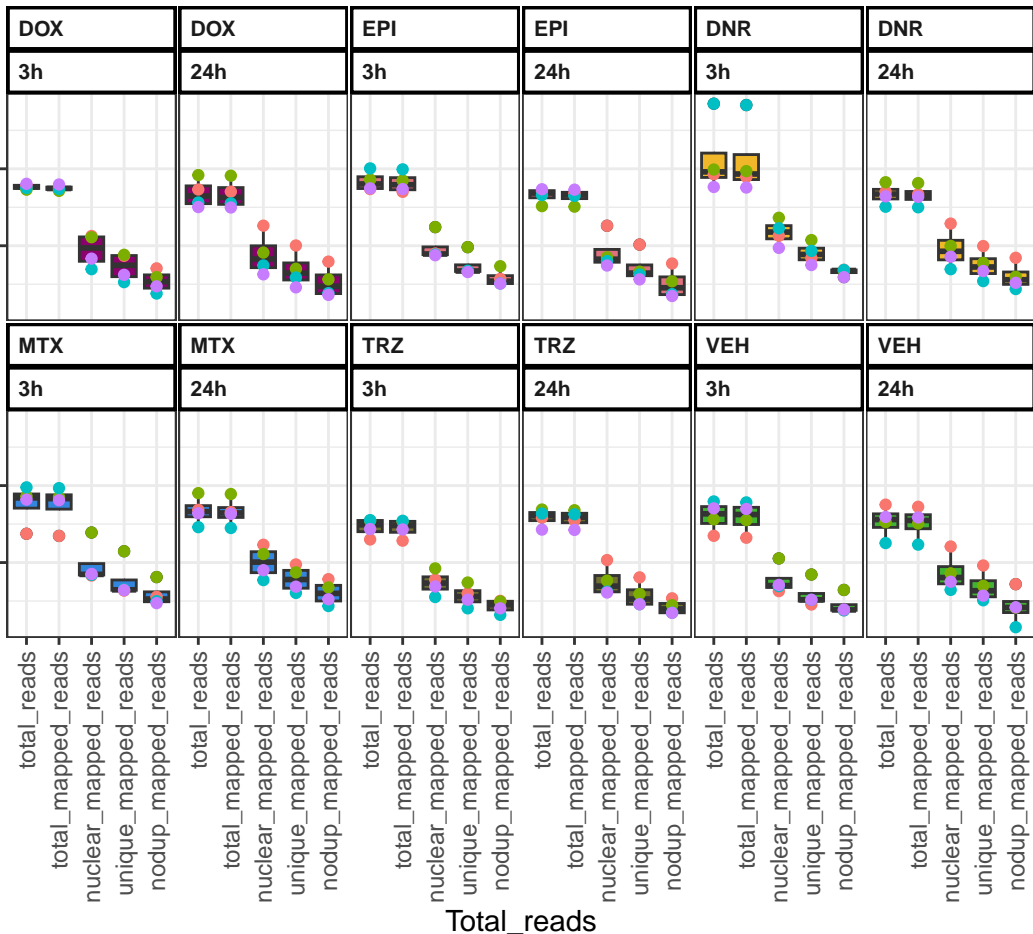 DOX DOX EPI EPI DNR DNR
3h 24h 3h 24h 3h 24h
MTX MTX TRZ TRZ VEH VEH
3h 24h 3h 24h 3h 24h
total_reads
total_mapped_reads
nuclear_mapped_reads
unique_mapped_reads
nodup_mapped_reads
total_reads
total_mapped_reads
nuclear_mapped_reads
unique_mapped_reads
nodup_mapped_reads
total_reads
total_mapped_reads
nuclear_mapped_reads
unique_mapped_reads
nodup_mapped_reads
total_reads
total_mapped_reads
nuclear_mapped_reads
unique_mapped_reads
nodup_mapped_reads
total_reads
total_mapped_reads
nuclear_mapped_reads
unique_mapped_reads
nodup_mapped_reads
total_reads
total_mapped_reads
nuclear_mapped_reads
unique_mapped_reads
nodup_mapped_reads
Total_reads